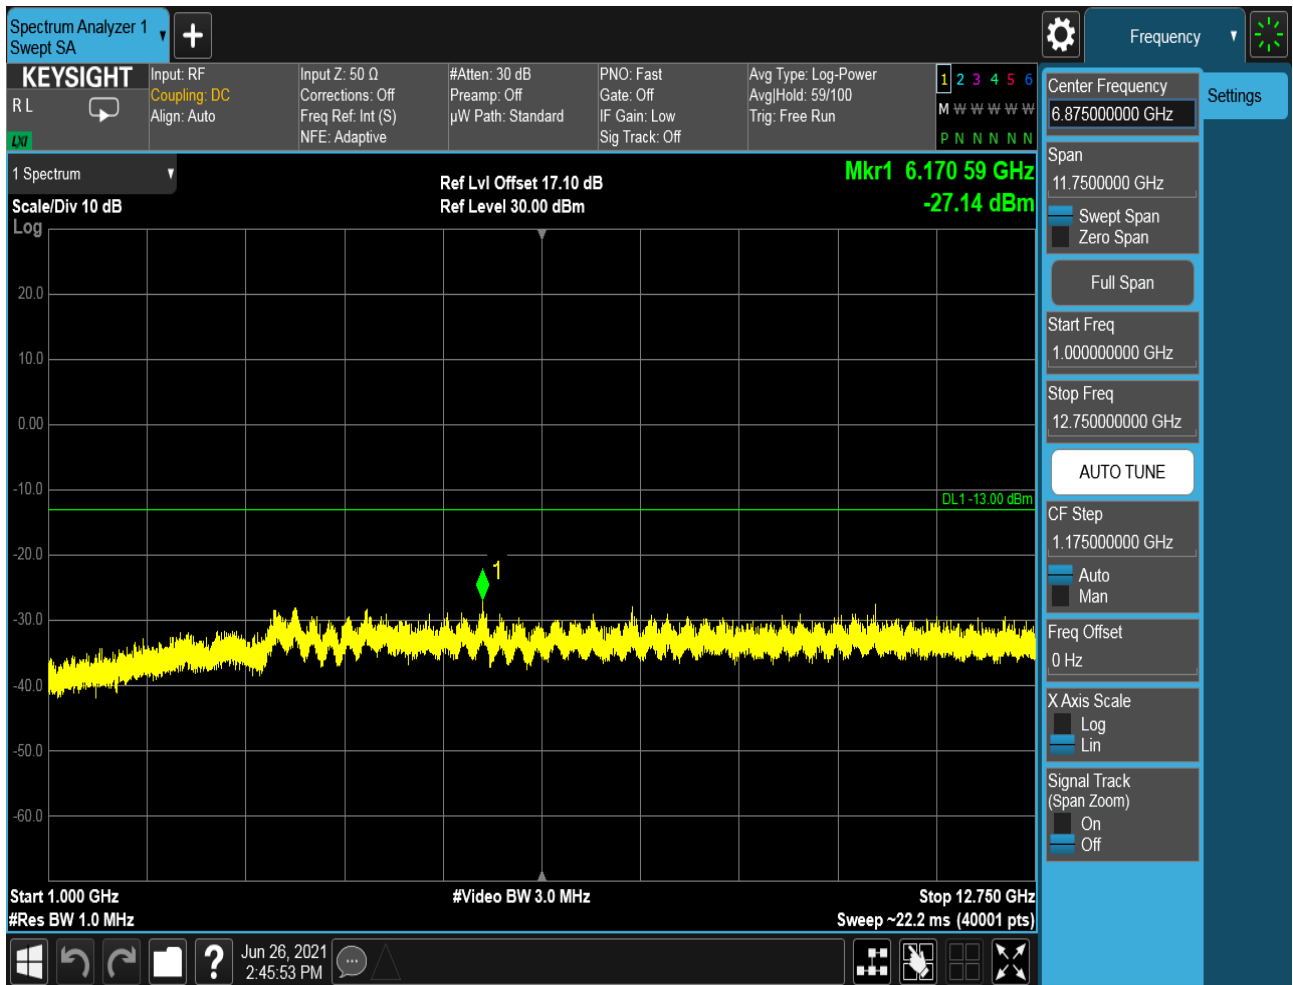 Spectrum Analyzer 1
Swept SA
Frequency
KEYSIGHT
R L
LXI
Input: RF
Coupling: DC
Align: Auto
Input Z: 50 Ω
Corrections: Off
Freq Ref: Int (S)
NFE: Adaptive
#Atten: 30 dB
Preamp: Off
µW Path: Standard
PNO: Fast
Gate: Off
IF Gain: Low
Sig Track: Off
Avg Type: Log-Power
Avg|Hold: 59/100
Trig: Free Run
1 2 3 4 5 6
M W W W W W
P N N N N N
Center Frequency
6.875000000 GHz
Settings
Span
11.7500000 GHz
Swept Span
Zero Span
Full Span
Start Freq
1.000000000 GHz
Stop Freq
12.750000000 GHz
AUTO TUNE
CF Step
1.175000000 GHz
Auto
Man
Freq Offset
0 Hz
X Axis Scale
Log
Lin
Signal Track
(Span Zoom)
On
Off
1 Spectrum
Scale/Div 10 dB
Log
Ref Lvl Offset 17.10 dB
Ref Level 30.00 dBm
Mkr1 6.170 59 GHz
-27.14 dBm
20.0
10.0
0.00
-10.0
DL1 -13.00 dBm
-20.0
1
-30.0
-40.0
-50.0
-60.0
Start 1.000 GHz
#Video BW 3.0 MHz
Stop 12.750 GHz
#Res BW 1.0 MHz
Sweep ~22.2 ms (40001 pts)
?
Jun 26, 2021
2:45:53 PM